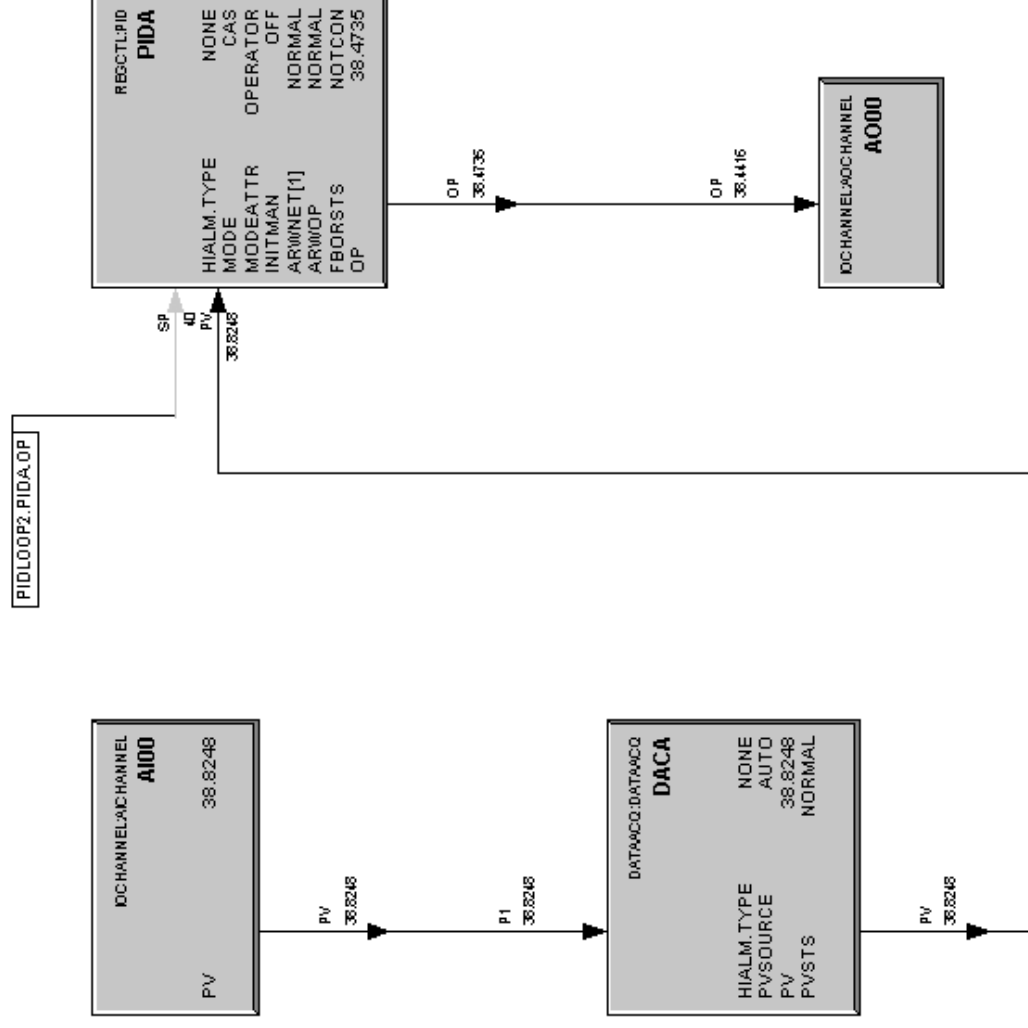 PIDLOOP2.PIDA.OP
IOCHANNEL:AICHANNEL
AI00
PV 38.8248
PV
38.8248
P1
38.8248
DATAACQ:DATAACQ
DACA
HIALM.TYPE NONE
PVSOURCE AUTO
PV 38.8248
PVSTS NORMAL
PV
38.8248
SP
40
PV
38.8248
REGCTL:PID
PIDA
HIALM.TYPE NONE
MODE CAS
MODEATTR OPERATOR
INITMAN OFF
ARWNET[1] NORMAL
ARWOP NORMAL
FBORSTS NOTCON
OP 38.4735
OP
38.4735
OP
38.4416
IOCHANNEL:AOCHANNEL
AO00